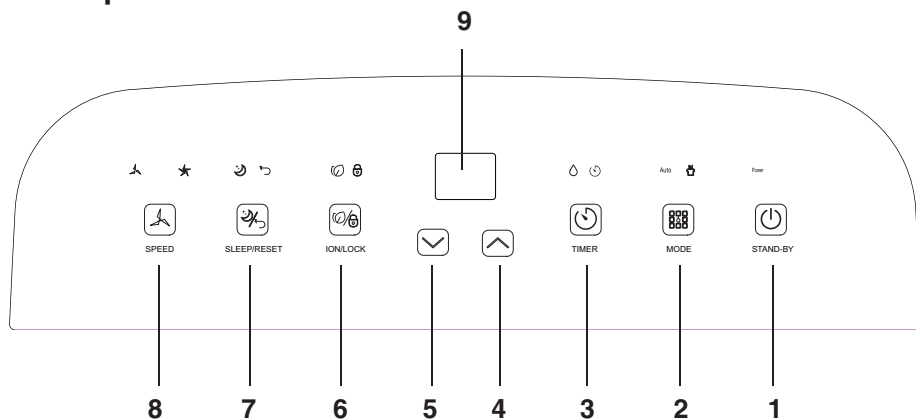 9
Auto Power
SPEED SLEEP/RESET ION/LOCK TIMER MODE STAND-BY
8 7 6 5 4 3 2 1